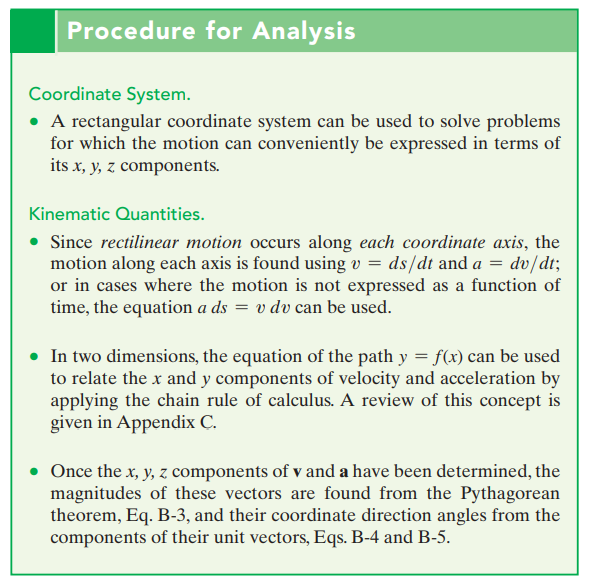 Procedure for Analysis
Coordinate System.
• A rectangular coordinate system can be used to solve problems
for which the motion can conveniently be expressed in terms of
its x, y, z components.
Kinematic Quantities.
• Since rectilinear motion occurs along each coordinate axis, the
motion along each axis is found using v = ds/dt and a = dv/dt;
or in cases where the motion is not expressed as a function of
time, the equation a ds = v dv can be used.
• In two dimensions, the equation of the path y = f(x) can be used
to relate the x and y components of velocity and acceleration by
applying the chain rule of calculus. A review of this concept is
given in Appendix C.
• Once the x, y, z components of v and a have been determined, the
magnitudes of these vectors are found from the Pythagorean
theorem, Eq. B-3, and their coordinate direction angles from the
components of their unit vectors, Eqs. B-4 and B-5.